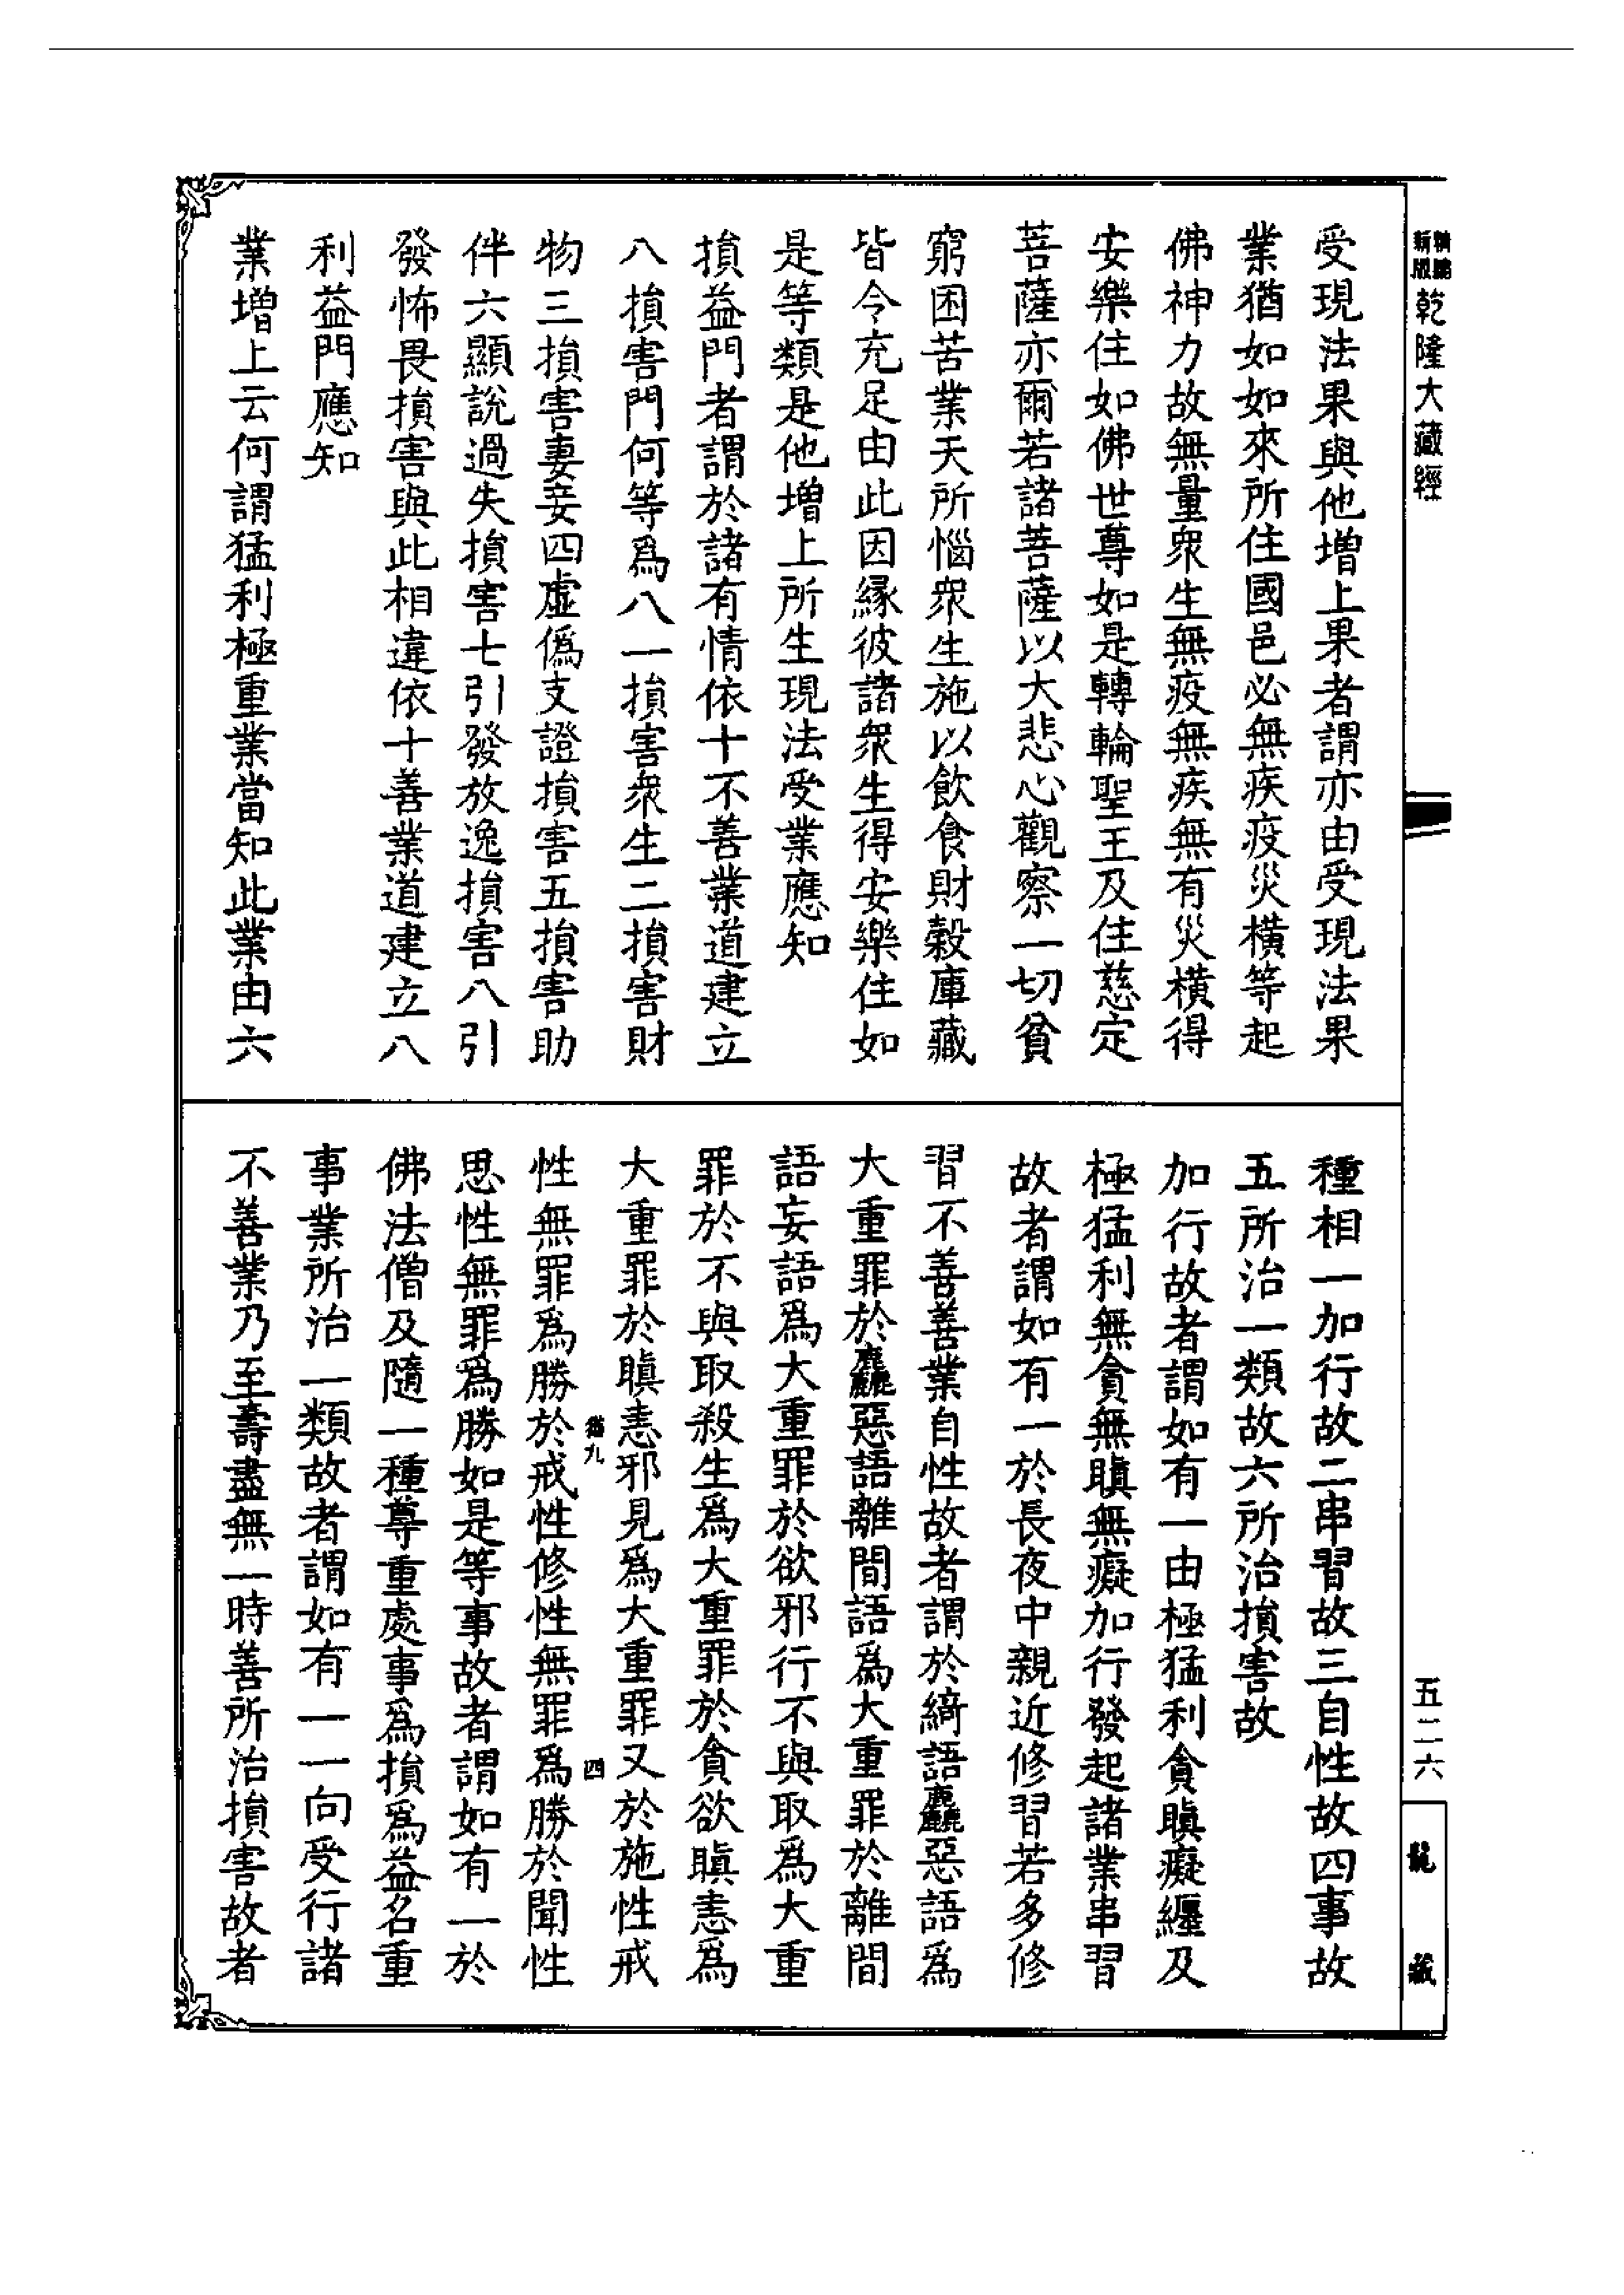 受現法果與他增上果者謂亦由受現法果
業猶如如來所住國邑必無疾疫災橫等起
佛神力故無量衆生無疫無疾無有災橫得
安樂住如佛世尊如是轉輪聖王及住慈定
菩薩亦爾若諸菩薩以大悲心觀察一切貧
窮困苦業天所惱衆生施以飲食財穀庫藏
皆令充足由此因緣彼諸衆生得安樂住如
是等類是他增上所生現法受業應知
損益門者謂於諸有情依十不善業道建立
八損害門何等爲八一損害衆生二損害財
物三損害妻妾四虛僞友證損害五損害助
伴六顯說過失損害七引發放逸損害八引
發怖畏損害與此相違依十善業道建立八
利益門應知
業增上云何謂猛利極重業當知此業由六
種相一加行故二串習故三自性故四事故
五所治一類故六所治損害故
加行故者謂如有一由極猛利貪瞋癡纏及
極猛利無貪無瞋無癡加行發起諸業串習
故者謂如有一於長夜中親近修習若多修
習不善善業自性故者謂於綺語麤惡語爲
大重罪於麤惡語離間語爲大重罪於離間
語妄語爲大重罪於欲邪行不與取爲大重
罪於不與取殺生爲大重罪於貪欲瞋恚爲
大重罪於瞋恚邪見爲大重罪又於施性戒
性無罪爲勝於戒性修性無罪爲勝於聞性
思性無罪爲勝如是等事故者謂如有一於
佛法僧及隨一種尊重處事爲損爲益名重
事業所治一類故者謂如有一一向受行諸
不善業乃至壽盡無一時善所治損害故者
新版
精縮
乾隆大藏經
五二六
龍藏
九
四